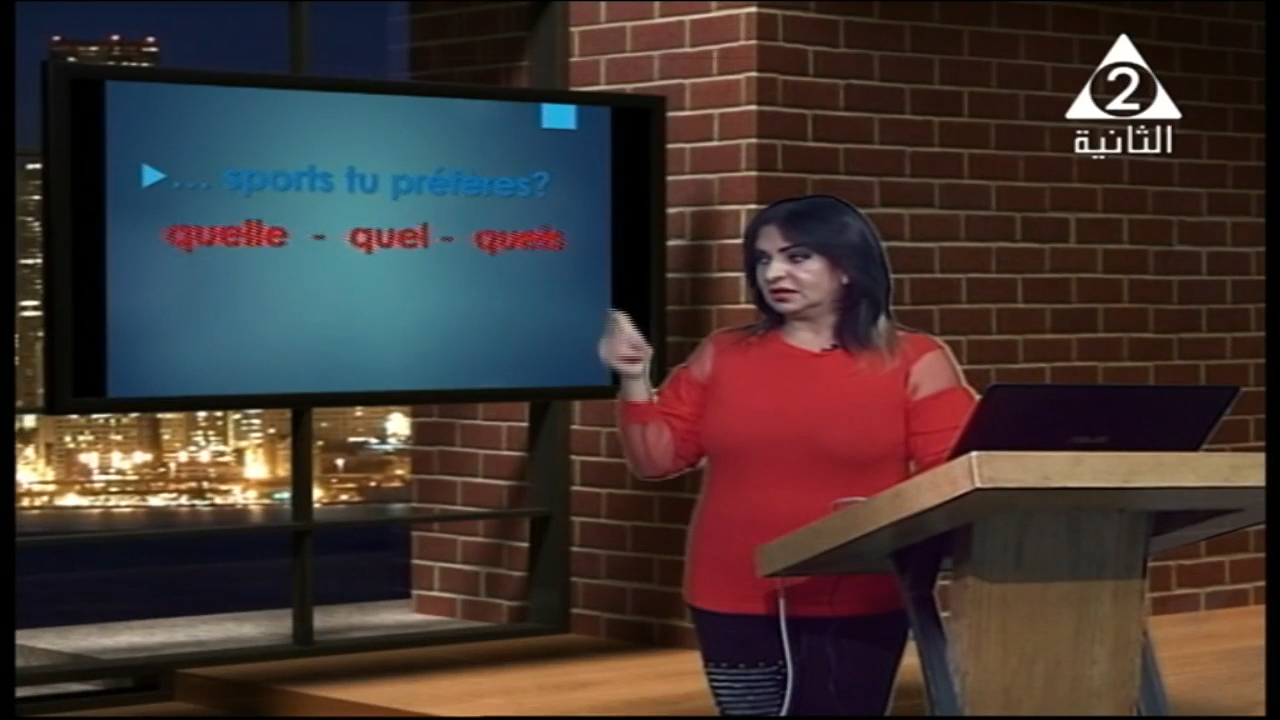 ... sports tu préfères?
quelle - quel - quels
2
الثانية